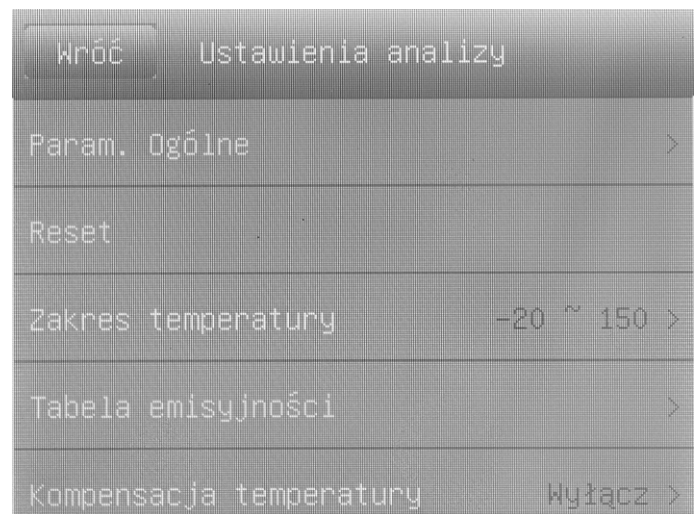 Wróć Ustawienia analizy
Param. Ogólne >
Reset
Zakres temperatury -20 ~ 150 >
Tabela emisyjności >
Kompensacja temperatury Wyłącz >